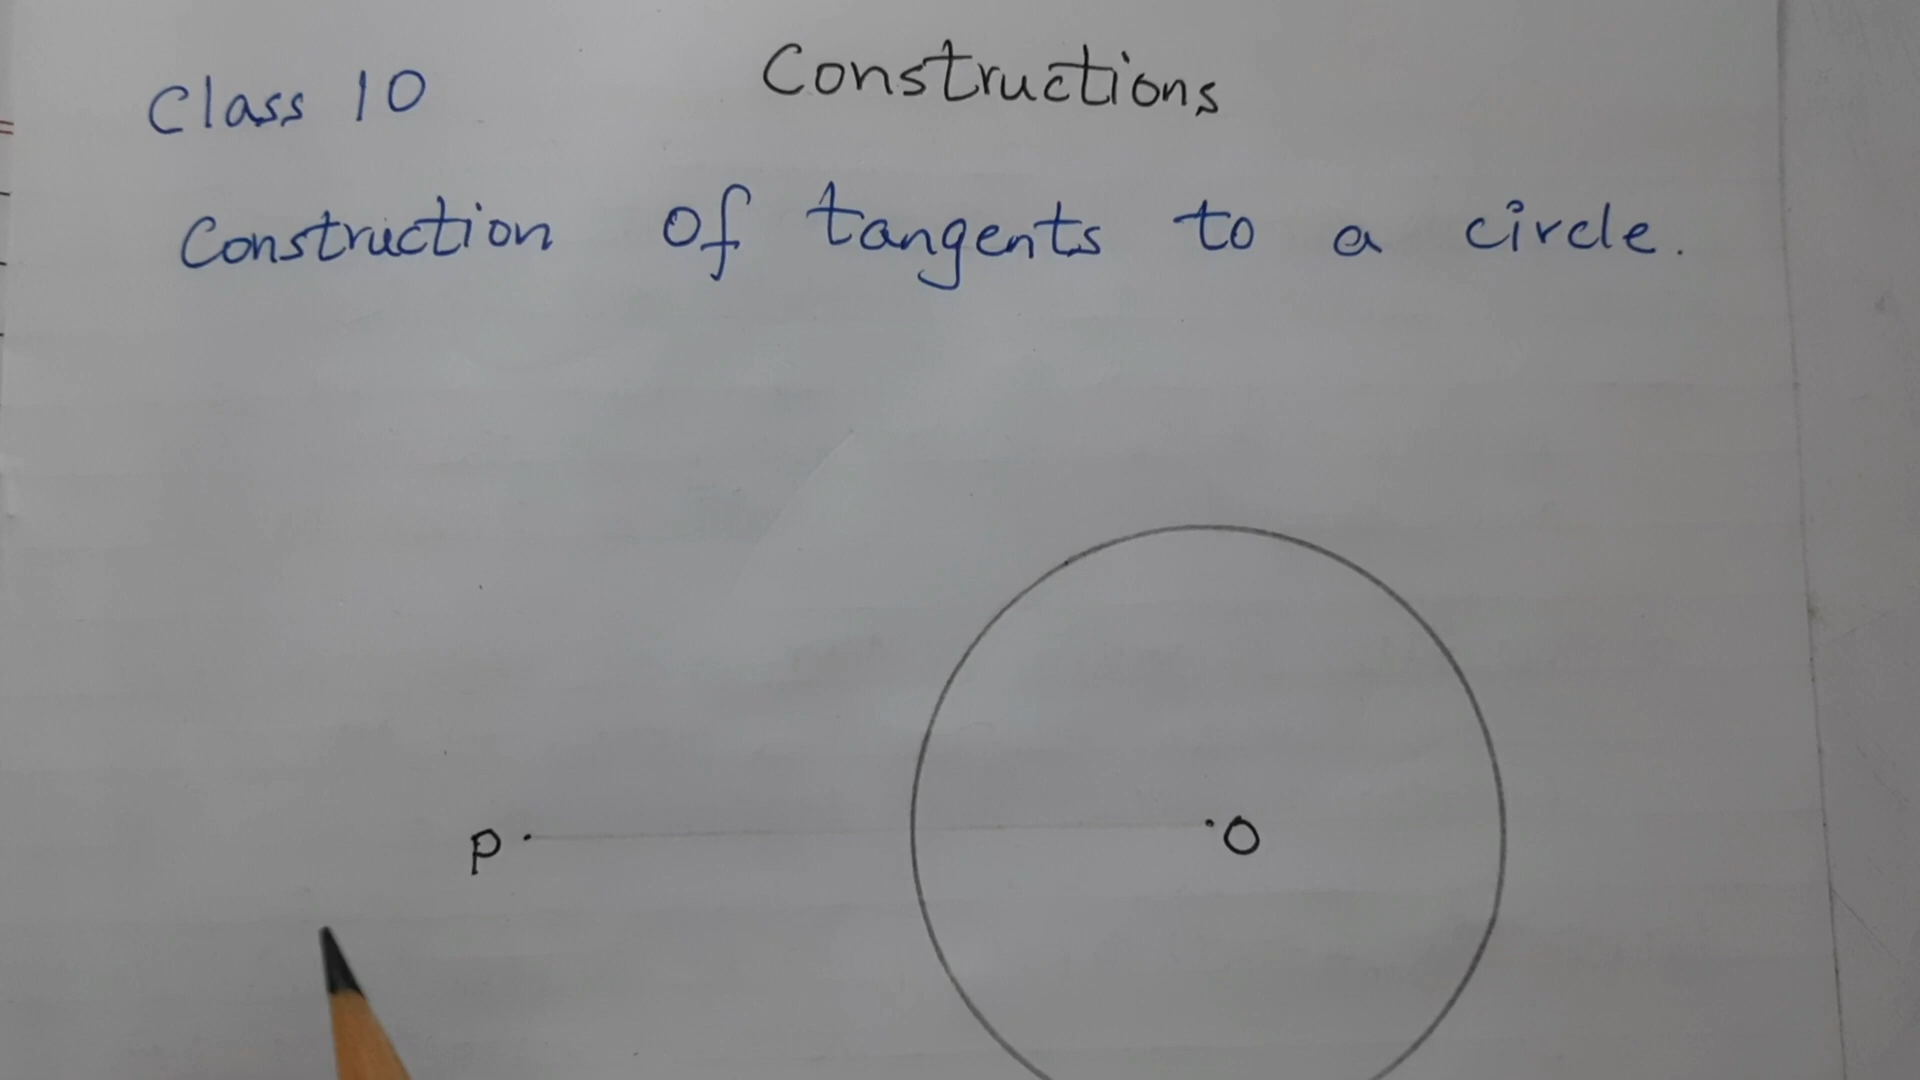 Class 10
Constructions
Construction of tangents to a circle.
P
O